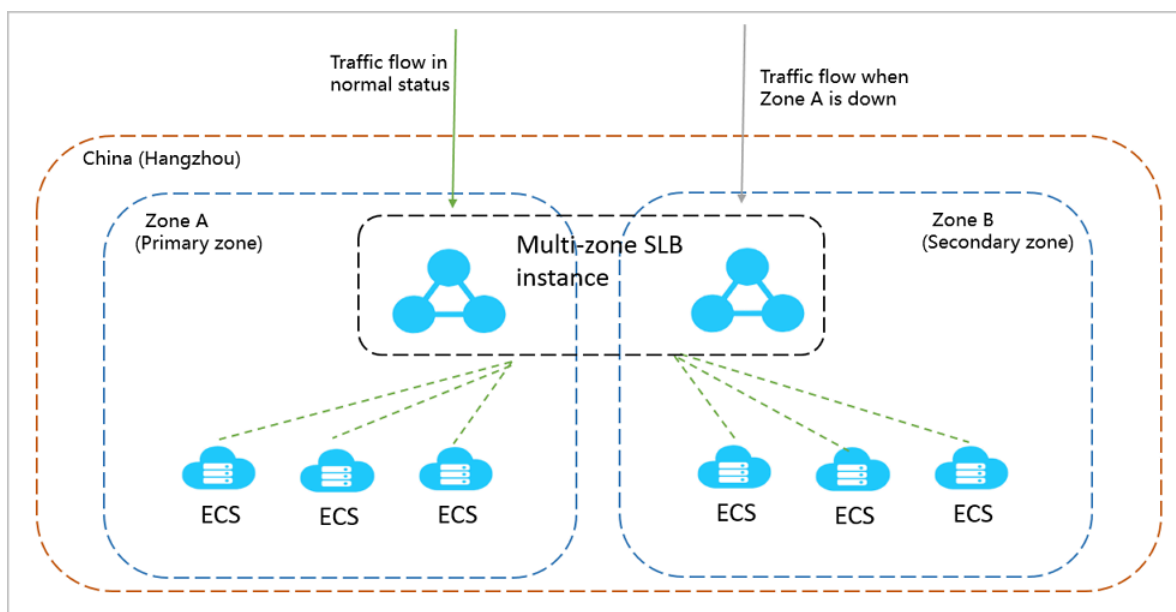 Traffic flow in
normal status
Traffic flow when
Zone A is down
China (Hangzhou)
Zone A
(Primary zone)
Multi-zone SLB
instance
Zone B
(Secondary zone)
ECS
ECS
ECS
ECS
ECS
ECS